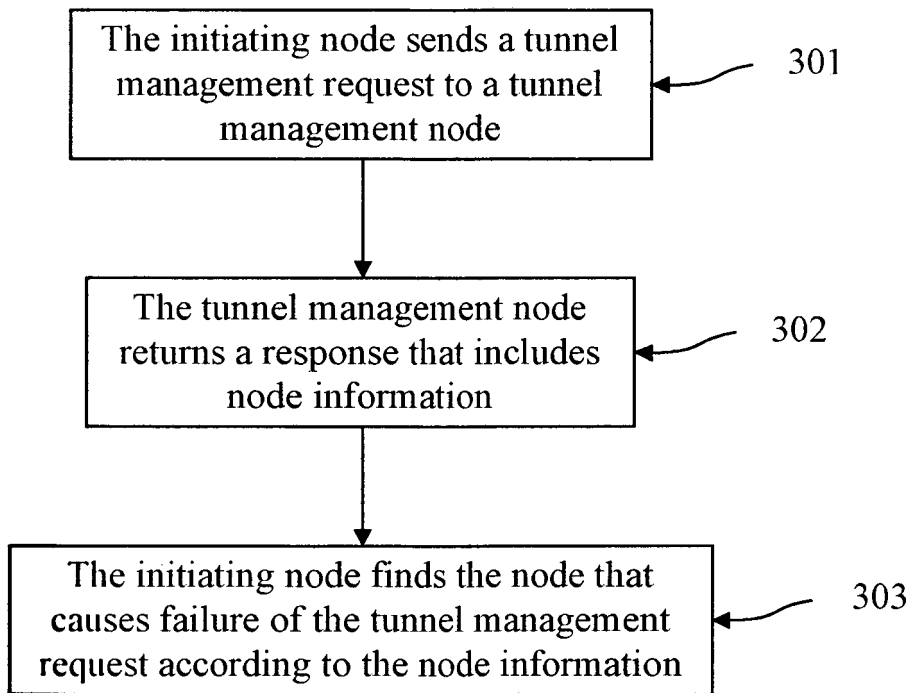 The initiating node sends a tunnel
management request to a tunnel
management node
301
The tunnel management node
returns a response that includes
node information
302
The initiating node finds the node that
causes failure of the tunnel management
request according to the node information
303